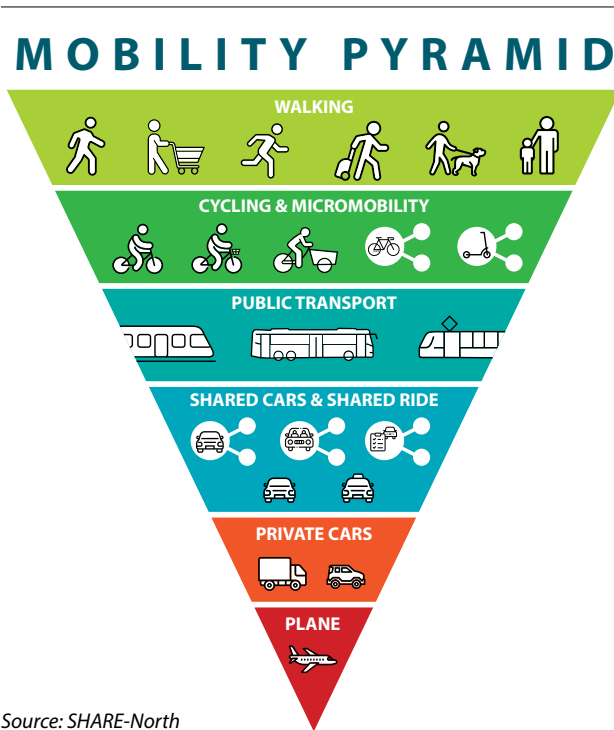 MOBILITY PYRAMID
WALKING
CYCLING & MICROMOBILITY
PUBLIC TRANSPORT
SHARED CARS & SHARED RIDE
PRIVATE CARS
PLANE
Source: SHARE-North